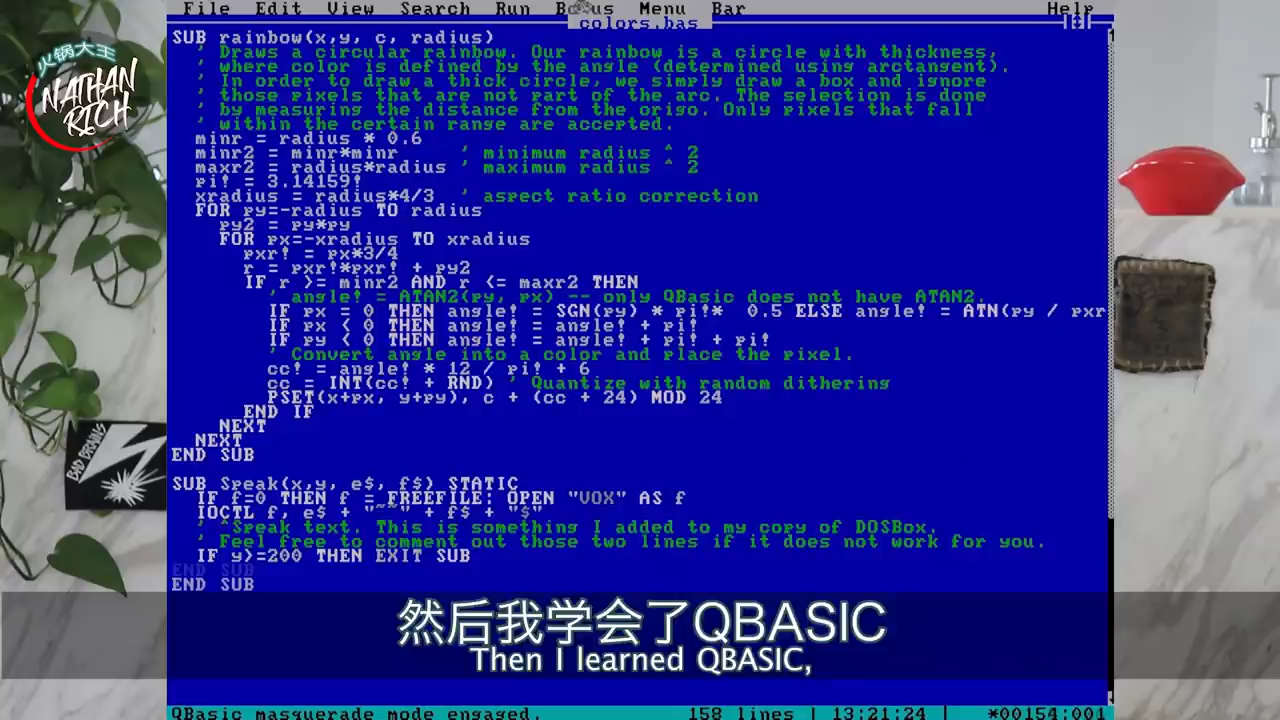 File Edit View Search Run Menu Bar Help
colors.bas
SUB rainbow(x,y, c, radius)
' Draws a circular rainbow. Our rainbow is a circle with thickness,
' where color is defined by the angle (determined using arctangent).
' In order to draw a thick circle, we simply draw a box and ignore
' those pixels that are not part of the arc. The selection is done
' by measuring the distance from the origo. Only pixels that fall
' within the certain range are accepted.
minr = radius * 0.6
minr2 = minr*minr ' minimum radius ^ 2
maxr2 = radius*radius ' maximum radius ^ 2
pi! = 3.14159!
xradius = radius*4/3 ' aspect ratio correction
FOR py=-radius TO radius
py2 = py*py
FOR px=-xradius TO xradius
pxr! = px*3/4
r = pxr!*pxr! + py2
IF r >= minr2 AND r <= maxr2 THEN
' angle! = ATAN2(py, px) -- only QBasic does not have ATAN2.
IF px = 0 THEN angle! = SGN(py) * pi!* 0.5 ELSE angle! = ATN(py / pxr
IF px < 0 THEN angle! = angle! + pi!
IF py < 0 THEN angle! = angle! + pi! + pi!
' Convert angle into a color and place the pixel.
cc! = angle! * 12 / pi! + 6
cc = INT(cc! + RND) ' Quantize with random dithering
PSET(x+px, y+py), c + (cc + 24) MOD 24
END IF
NEXT
NEXT
END SUB
SUB Speak(x,y, e$, f$) STATIC
IF f=0 THEN f = FREEFILE: OPEN "VOX" AS f
IOCTL f, e$ + "~~" + f$ + "$"
' ^Speak text. This is something I added to my copy of DOSBox.
' Feel free to comment out those two lines if it does not work for you.
IF y>=200 THEN EXIT SUB
END SUB
END SUB
火锅大王
NATHAN
RICH
BAD BRAINS
然后我学会了QBASIC
Then I learned QBASIC,
QBasic masquerade mode engaged. 158 lines | 13:21:24 | *00154:001